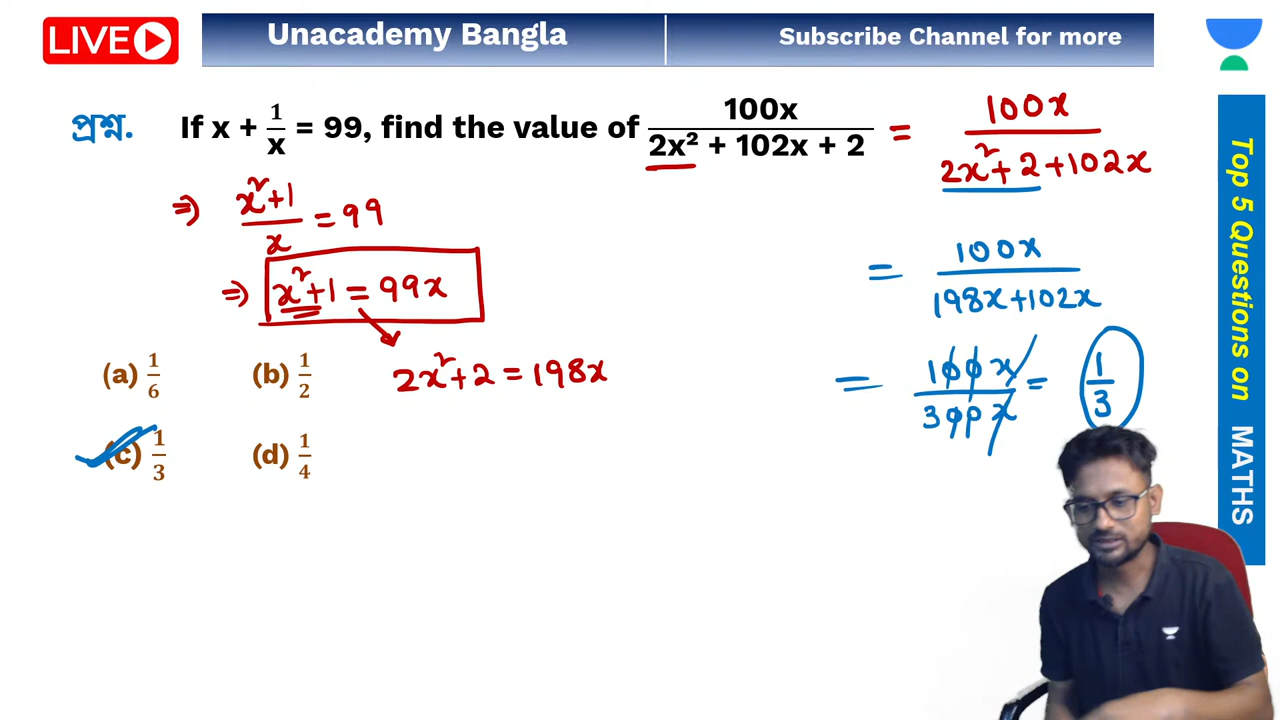 LIVE
Unacademy Bangla
Subscribe Channel for more
প্রশ্ন. If x + 1/x = 99, find the value of 100x / 2x² + 102x + 2
= 100x / 2x² + 2 + 102x
⇒ x²+1 / x = 99
⇒ x²+1 = 99x
2x²+2 = 198x
= 100x / 198x+102x
= 100x / 300x = 1/3
(a) 1/6 (b) 1/2
(c) 1/3 (d) 1/4
Top 5 Questions on MATHS